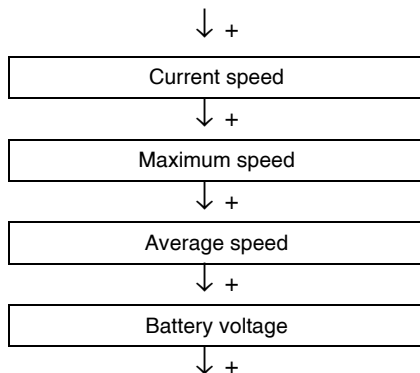 +
Current speed
+
Maximum speed
+
Average speed
+
Battery voltage
+